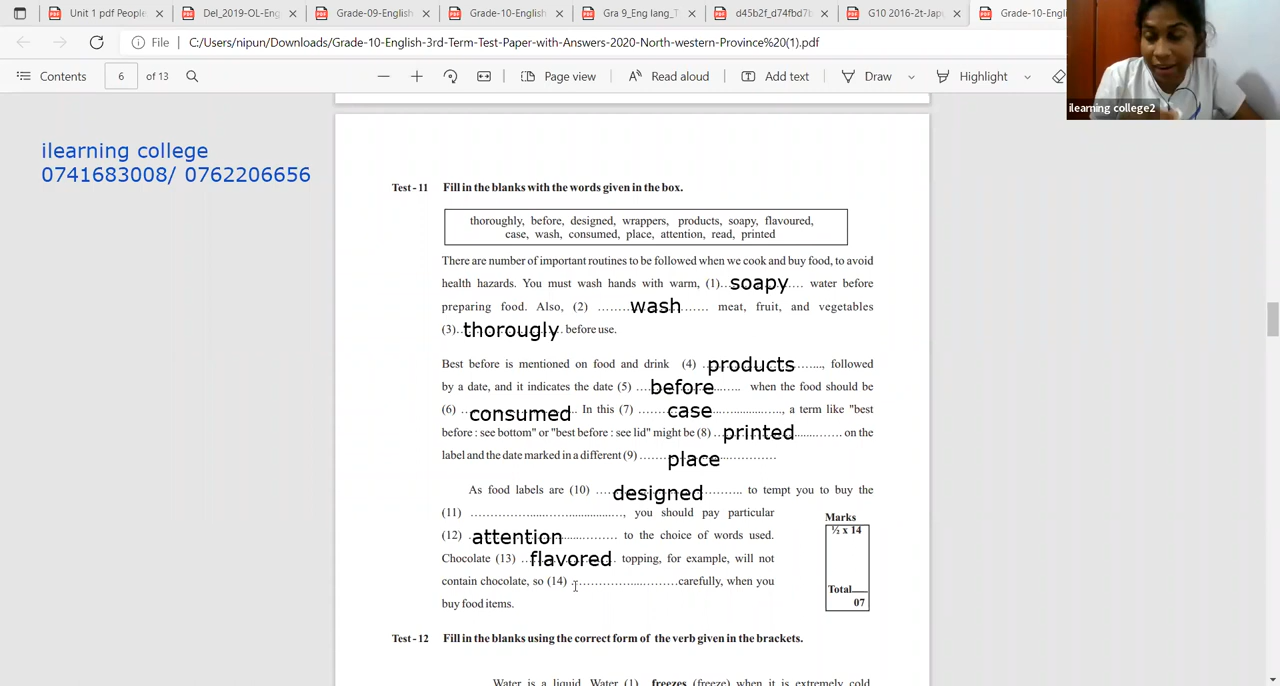 Unit 1 pdf People
Del_2019-OL-Eng
Grade-09-English
Grade-10-English
Gra 9_Eng lang_T
d45b2f_d74fbd7b
G10 2016-2t-Jap
Grade-10-Engl
File C:/Users/nipun/Downloads/Grade-10-English-3rd-Term-Test-Paper-with-Answers-2020-North-western-Province%20(1).pdf
Contents 6 of 13 Page view Read aloud Add text Draw Highlight
ilearning college2
ilearning college
0741683008/ 0762206656
Test - 11 Fill in the blanks with the words given in the box.
thoroughly, before, designed, wrappers, products, soapy, flavoured,
case, wash, consumed, place, attention, read, printed
There are number of important routines to be followed when we cook and buy food, to avoid
health hazards. You must wash hands with warm, (1) soapy water before
preparing food. Also, (2) wash meat, fruit, and vegetables
(3) thorougly before use.
Best before is mentioned on food and drink (4) products ..., followed
by a date, and it indicates the date (5) before when the food should be
(6) consumed . In this (7) case ..., a term like "best
before : see bottom" or "best before : see lid" might be (8) printed on the
label and the date marked in a different (9) place
As food labels are (10) designed to tempt you to buy the
(11) ................................, you should pay particular
(12) attention to the choice of words used.
Chocolate (13) flavored topping, for example, will not
contain chocolate, so (14) ........................carefully, when you
buy food items.
Marks
½ x 14
Total
07
Test - 12 Fill in the blanks using the correct form of the verb given in the brackets.
Water is a liquid. Water (1) freezes (freeze) when it is extremely cold